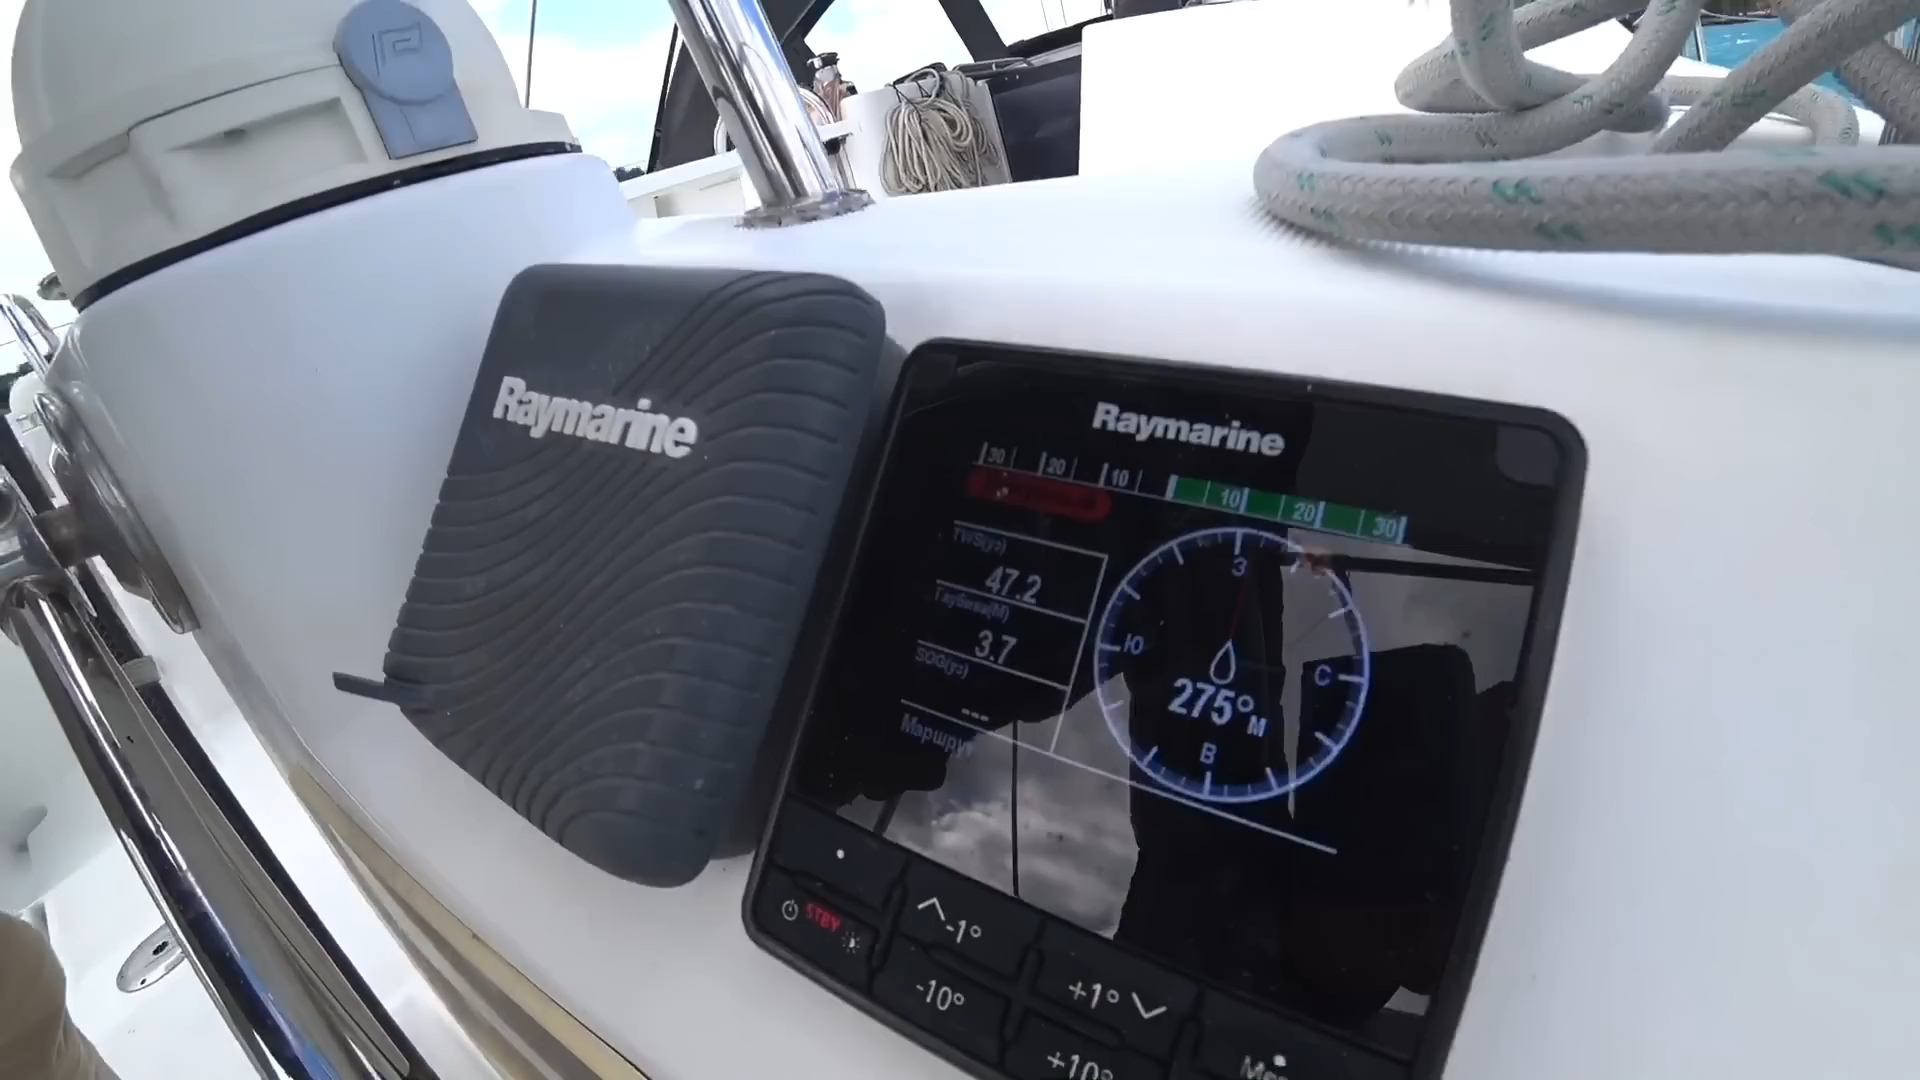 Raymarine
Raymarine
30 20 10 10 20 30
TWS(уз)
47.2
Глубина(М)
3.7
SOG(уз)
---
Маршрут
З
Ю
С
В
275°M
STBY
-1°
-10°
+1°
+10°